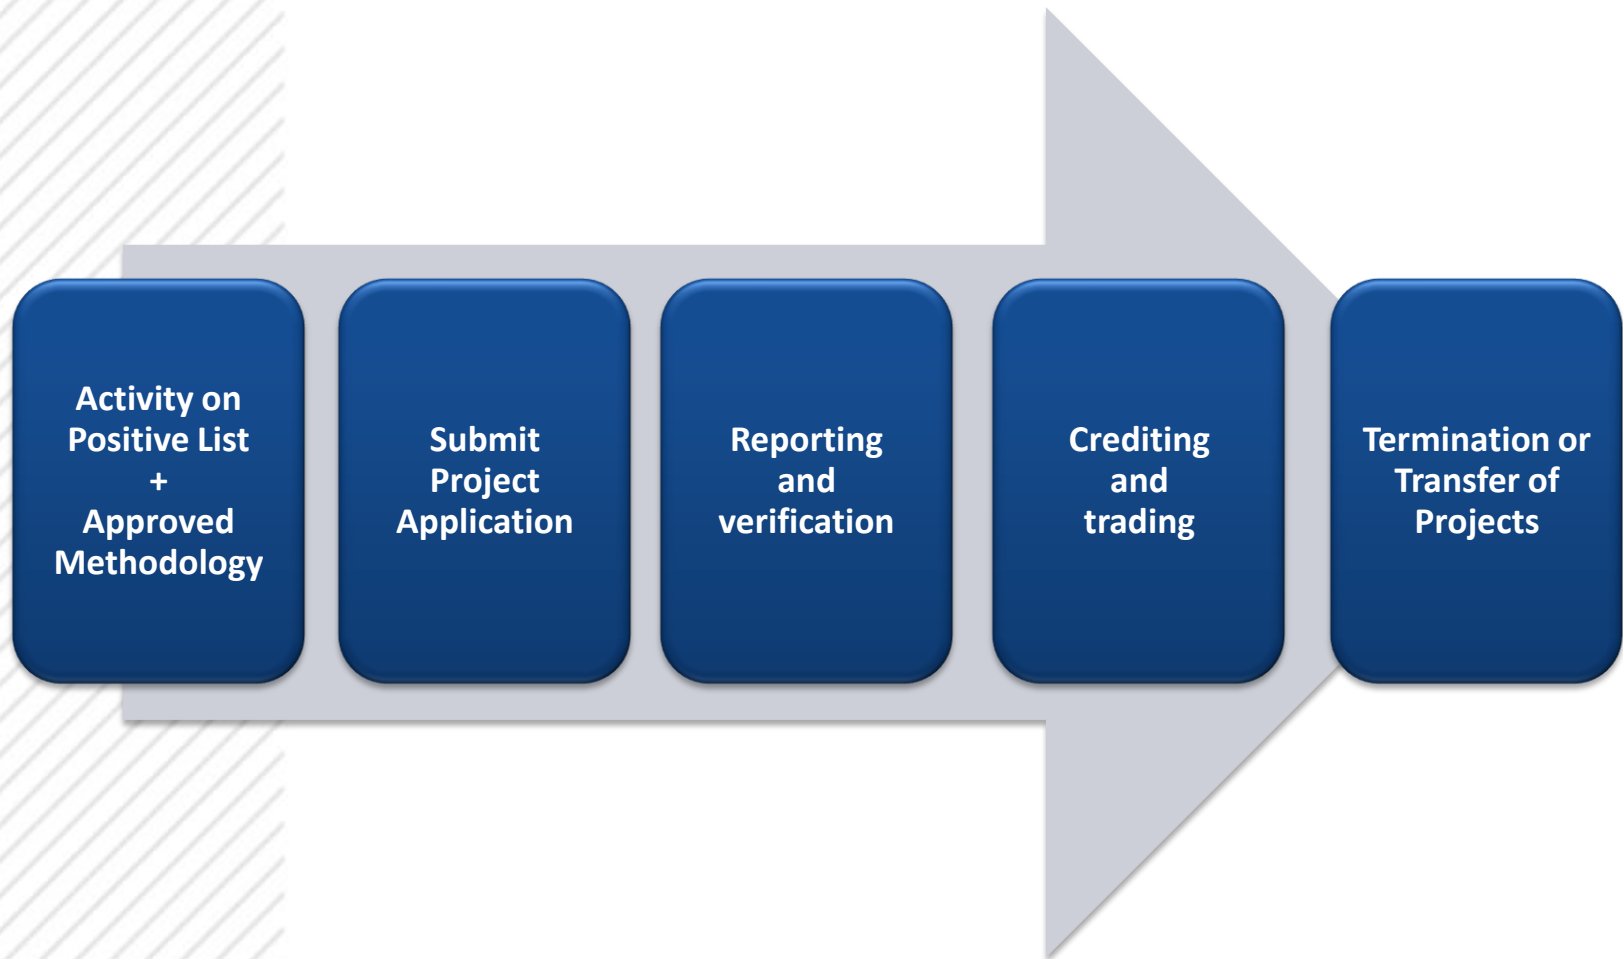 Activity on
Positive List
+
Approved
Methodology
Submit
Project
Application
Reporting
and
verification
Crediting
and
trading
Termination or
Transfer of
Projects